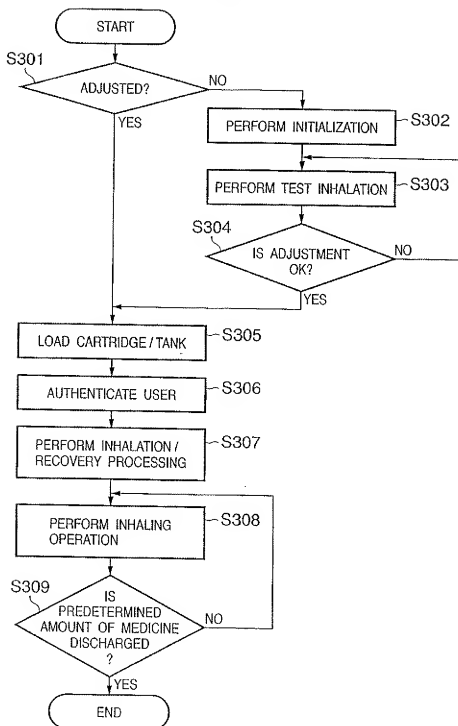 START
S301
ADJUSTED?
NO
YES
PERFORM INITIALIZATION
S302
PERFORM TEST INHALATION
S303
S304
IS ADJUSTMENT
OK?
NO
YES
LOAD CARTRIDGE/TANK
S305
AUTHENTICATE USER
S306
PERFORM INHALATION/
RECOVERY PROCESSING
S307
PERFORM INHALING
OPERATION
S308
S309
IS
PREDETERMINED
AMOUNT OF MEDICINE
DISCHARGED
?
NO
YES
END